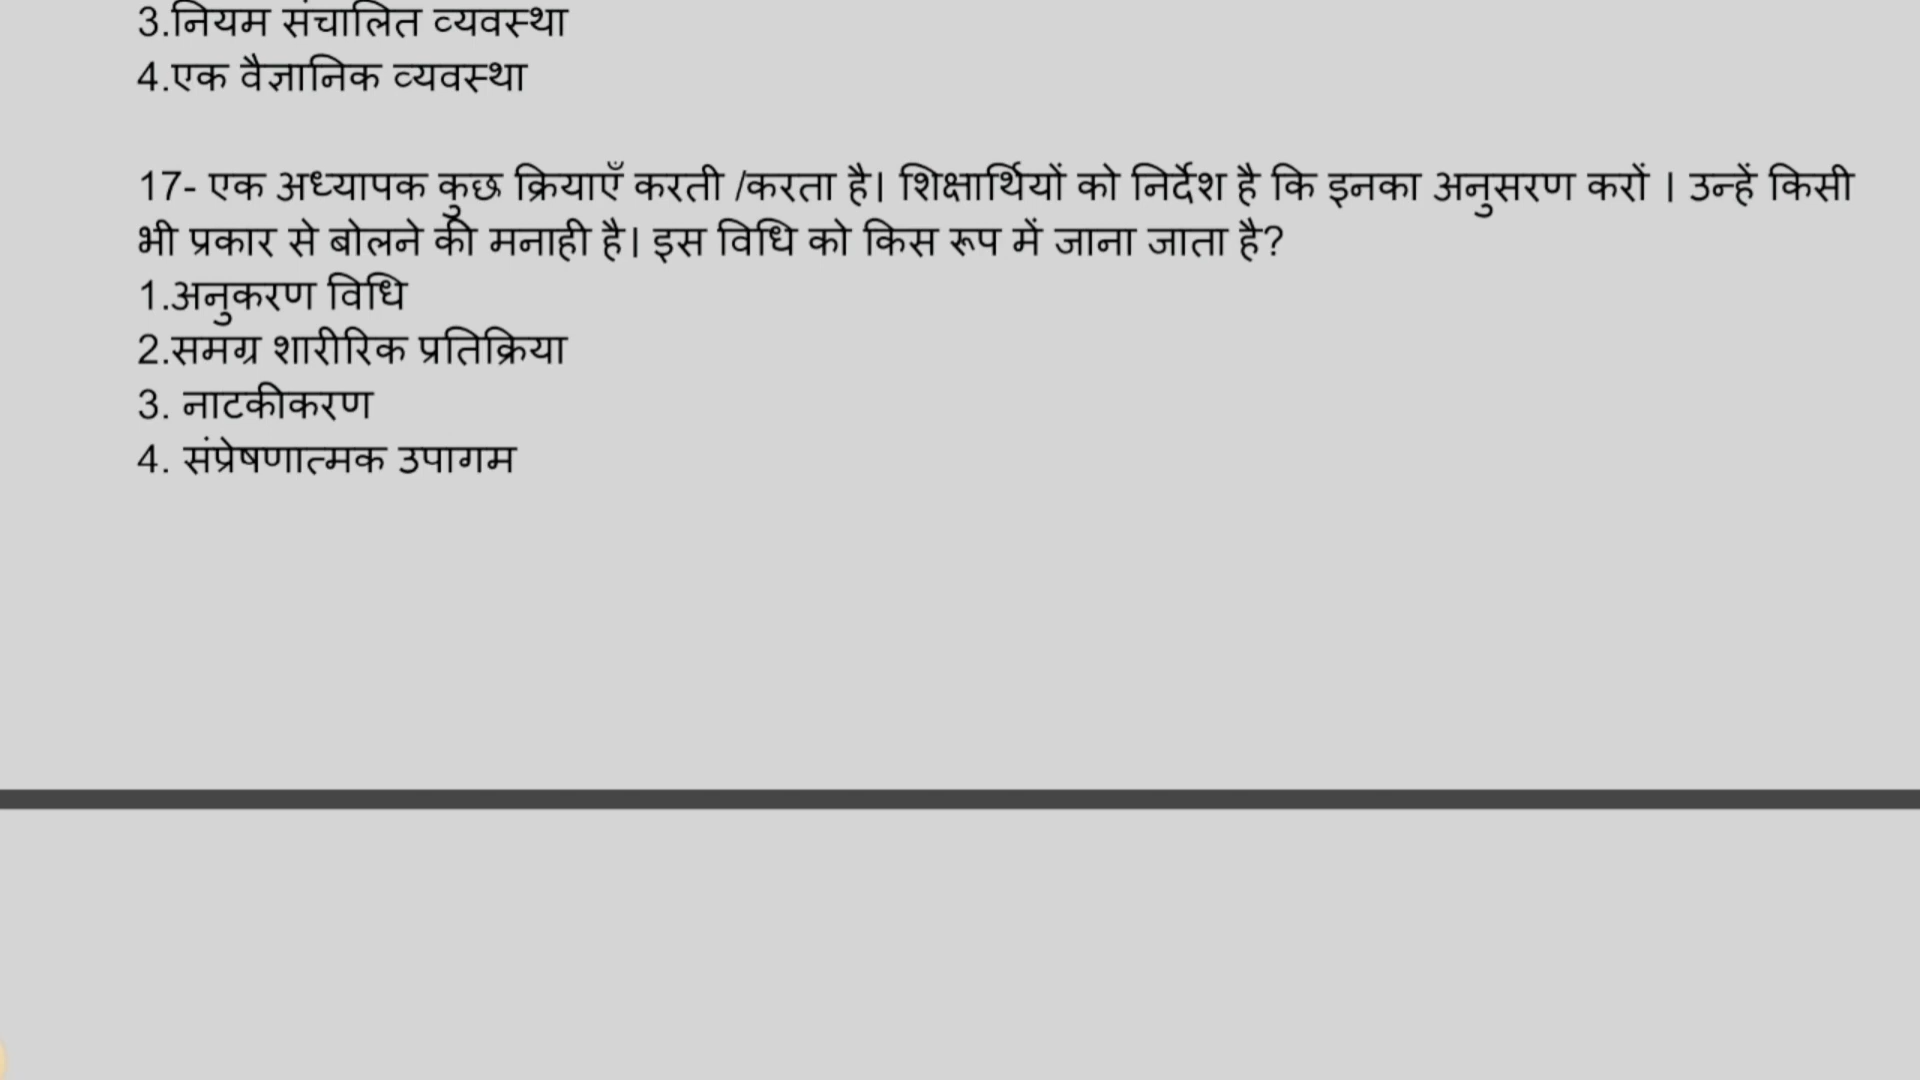 3.नियम संचालित व्यवस्था
4.एक वैज्ञानिक व्यवस्था
17- एक अध्यापक कुछ क्रियाएँ करती /करता है। शिक्षार्थियों को निर्देश है कि इनका अनुसरण करों । उन्हें किसी
भी प्रकार से बोलने की मनाही है। इस विधि को किस रूप में जाना जाता है?
1.अनुकरण विधि
2.समग्र शारीरिक प्रतिक्रिया
3. नाटकीकरण
4. संप्रेषणात्मक उपागम